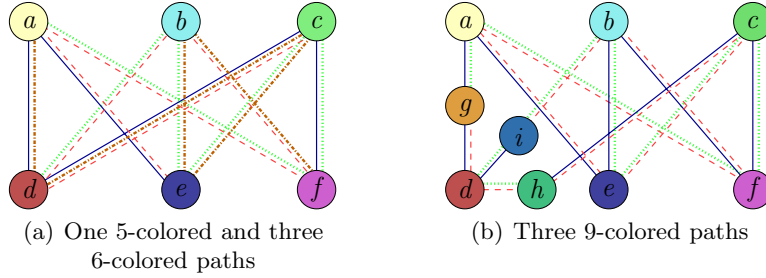 a b c a b c
g
i
d e f d h e f
(a) One 5-colored and three (b) Three 9-colored paths
6-colored paths